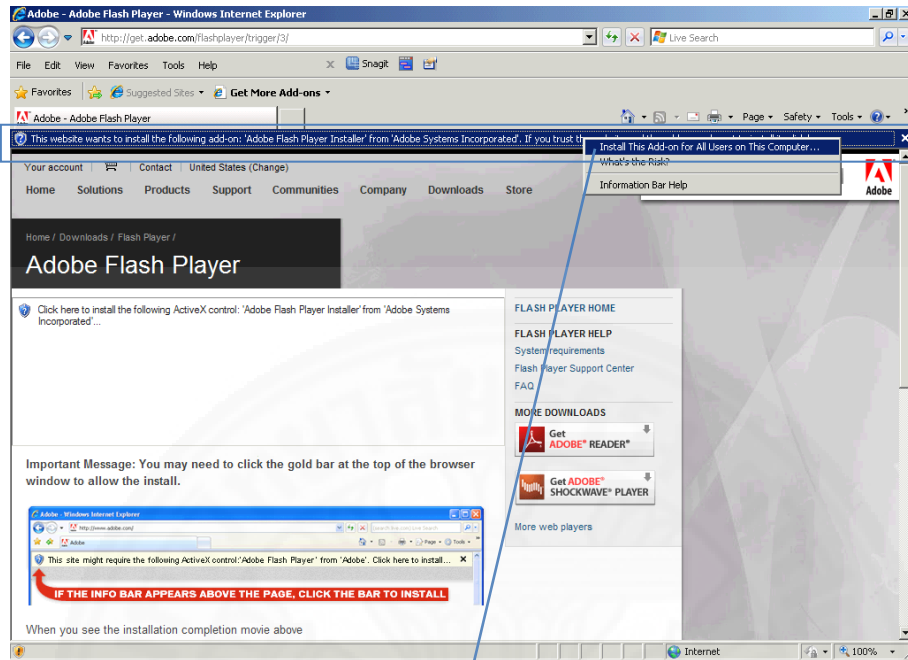 Adobe - Adobe Flash Player - Windows Internet Explorer
http://get.adobe.com/flashplayer/trigger/3/
Live Search
File Edit View Favorites Tools Help x Snagit
Favorites Suggested Sites Get More Add-ons
Adobe - Adobe Flash Player
Page Safety Tools
This website wants to install the following add-on: 'Adobe Flash Player Installer' from 'Adobe Systems Incorporated'. If you trust
Install This Add-on for All Users on This Computer...
What's the Risk?
Information Bar Help
Your account Contact United States (Change)
Home Solutions Products Support Communities Company Downloads Store
Adobe
Home / Downloads / Flash Player /
Adobe Flash Player
Click here to install the following ActiveX control: 'Adobe Flash Player Installer' from 'Adobe Systems
Incorporated'...
FLASH PLAYER HOME
FLASH PLAYER HELP
System requirements
Flash Player Support Center
FAQ
MORE DOWNLOADS
Get
ADOBE® READER®
Get ADOBE®
SHOCKWAVE® PLAYER
More web players
Important Message: You may need to click the gold bar at the top of the browser
window to allow the install.
Adobe - Windows Internet Explorer
http://www.adobe.com/
Adobe
Page Tools
This site might require the following ActiveX control:'Adobe Flash Player ' from 'Adobe'. Click here to install... x
IF THE INFO BAR APPEARS ABOVE THE PAGE, CLICK THE BAR TO INSTALL
When you see the installation completion movie above
Internet 100%